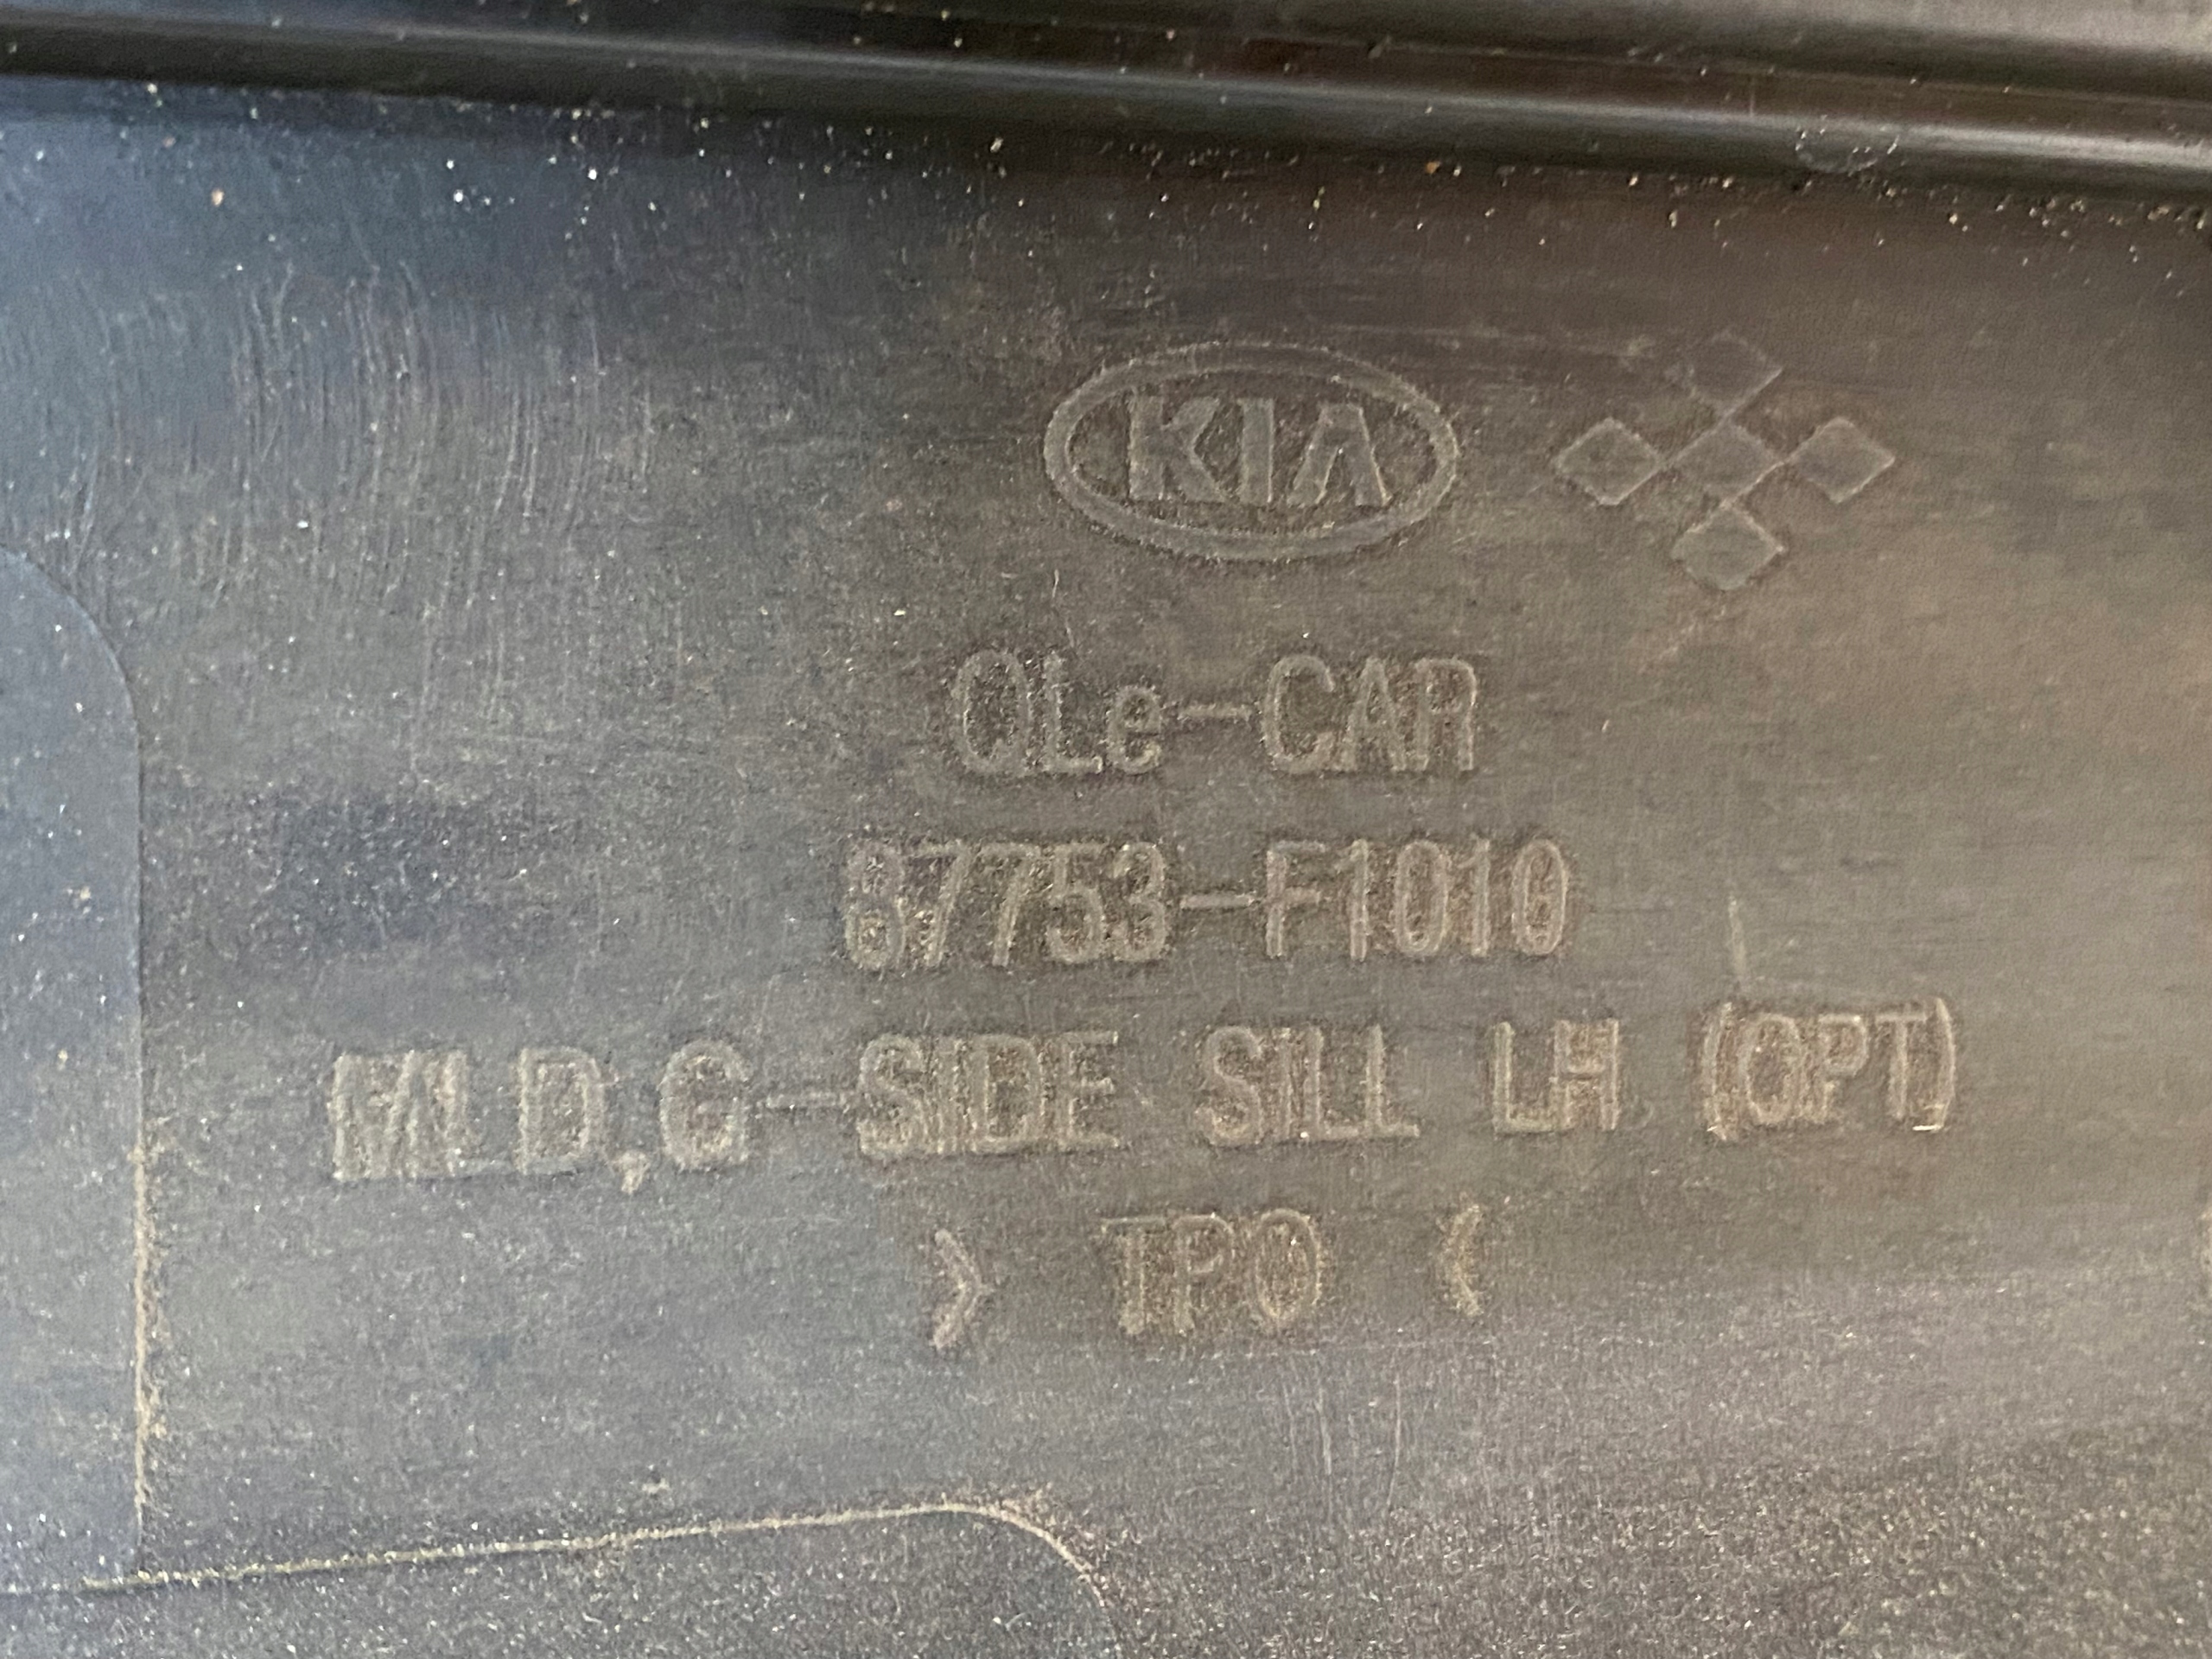 KIA
QLe-CAR
87753-F1010
MLD,G-SIDE SILL LH (OPT)
> TPO <